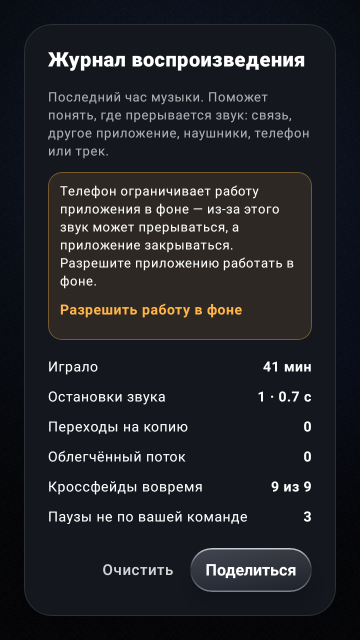 Журнал воспроизведения
Последний час музыки. Поможет
понять, где прерывается звук: связь,
другое приложение, наушники, телефон
или трек.
Телефон ограничивает работу
приложения в фоне — из-за этого
звук может прерываться, а
приложение закрываться.
Разрешите приложению работать в
фоне.
Разрешить работу в фоне
Играло 41 мин
Остановки звука 1 · 0.7 с
Переходы на копию 0
Облегчённый поток 0
Кроссфейды вовремя 9 из 9
Паузы не по вашей команде 3
Очистить Поделиться